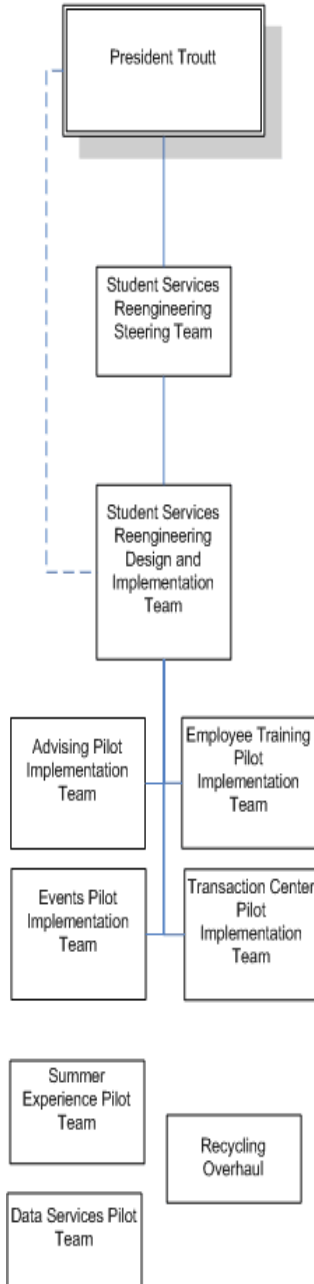 President Troutt
Student Services
Reengineering
Steering Team
Student Services
Reengineering
Design and
Implementation
Team
Advising Pilot
Implementation
Team
Employee Training
Pilot
Implementation
Team
Events Pilot
Implementation
Team
Transaction Center
Pilot
Implementation
Team
Summer
Experience Pilot
Team
Recycling
Overhaul
Data Services Pilot
Team